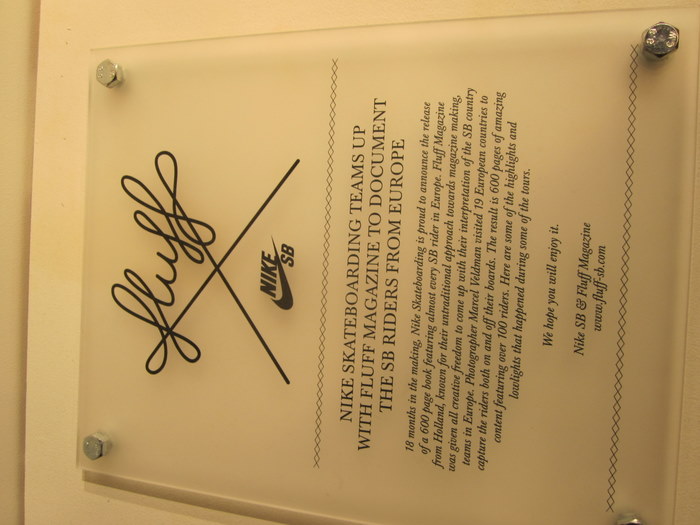 fluff
NIKE
SB
NIKE SKATEBOARDING TEAMS UP
WITH FLUFF MAGAZINE TO DOCUMENT
THE SB RIDERS FROM EUROPE
18 months in the making, Nike Skateboarding is proud to announce the release
of a 600 page book featuring almost every SB rider in Europe. Fluff Magazine
from Holland, known for their untraditional approach towards magazine making,
was given all creative freedom to come up with their interpretation of the SB country
teams in Europe. Photographer Marcel Veldman visited 19 European countries to
capture the riders both on and off their boards. The result is 600 pages of amazing
content featuring over 100 riders. Here are some of the highlights and
lowlights that happened during some of the tours.
We hope you will enjoy it.
Nike SB & Fluff Magazine
www.fluff-sb.com